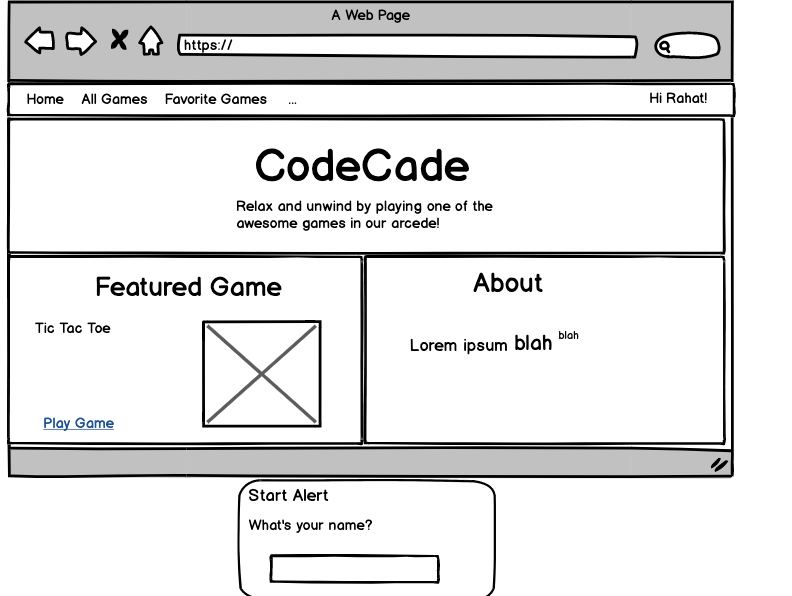 A Web Page
https://
Home All Games Favorite Games ... Hi Rahat!
CodeCade
Relax and unwind by playing one of the
awesome games in our arcede!
Featured Game
Tic Tac Toe
Play Game
About
Lorem ipsum blah blah
Start Alert
What's your name?